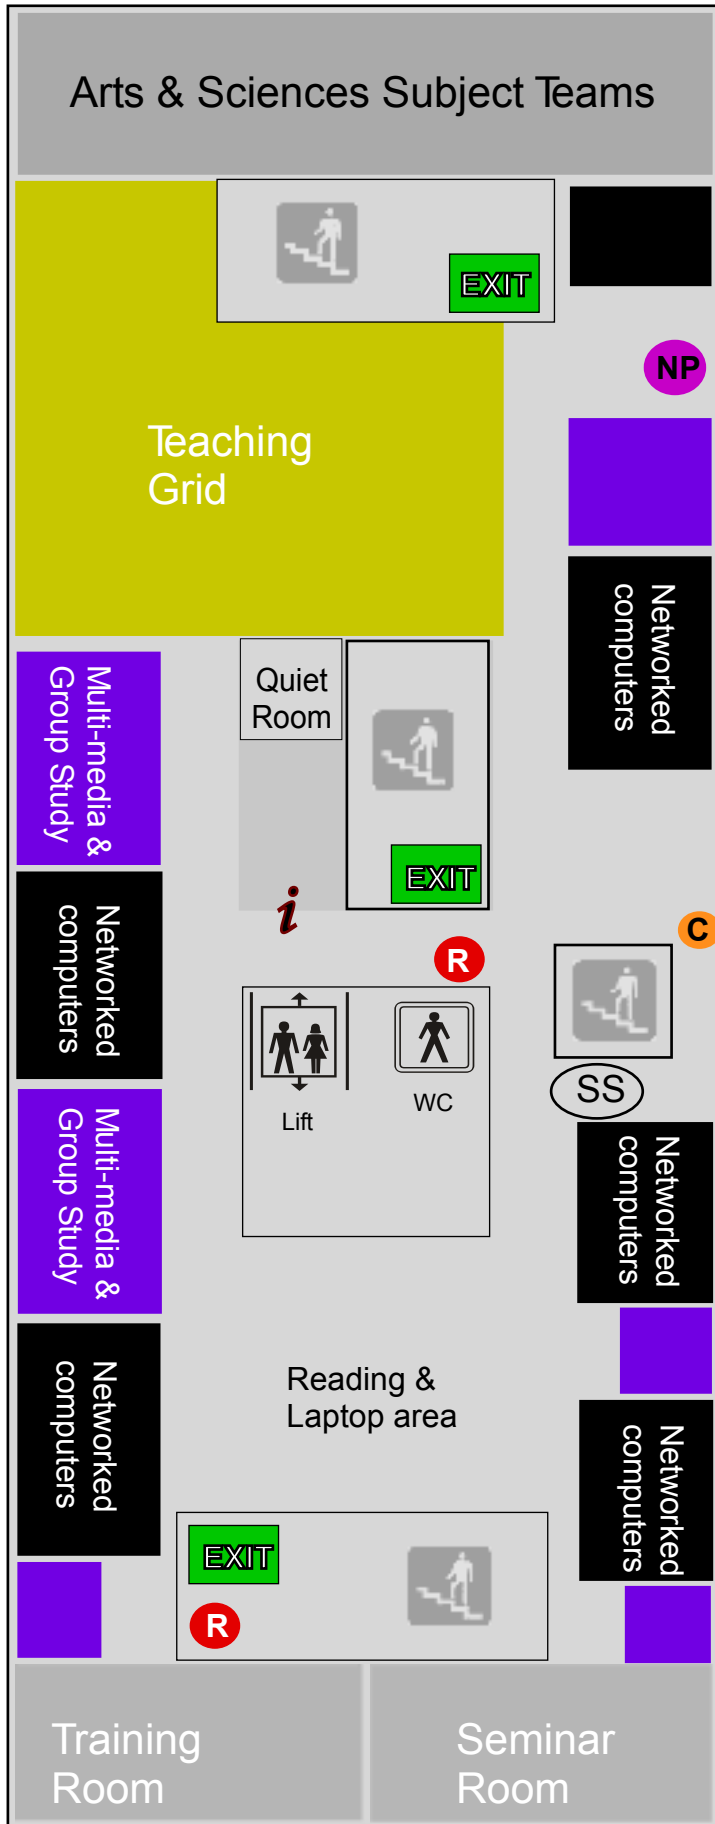 Arts & Sciences Subject Teams
EXIT
NP
Teaching
Grid
Networked
computers
Quiet
Room
Multi-media &
Group Study
EXIT
i
Networked
computers
C
R
Lift
WC
SS
Multi-media &
Group Study
Networked
computers
Networked
computers
Reading &
Laptop area
Networked
computers
EXIT
R
Training
Room
Seminar
Room